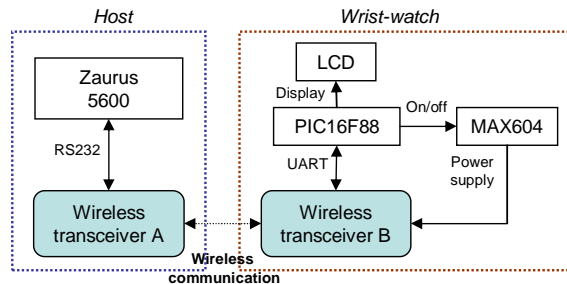 Host
Wrist-watch
Zaurus
5600
LCD
Display
On/off
PIC16F88
MAX604
RS232
UART
Power
supply
Wireless
transceiver A
Wireless
transceiver B
Wireless
communication